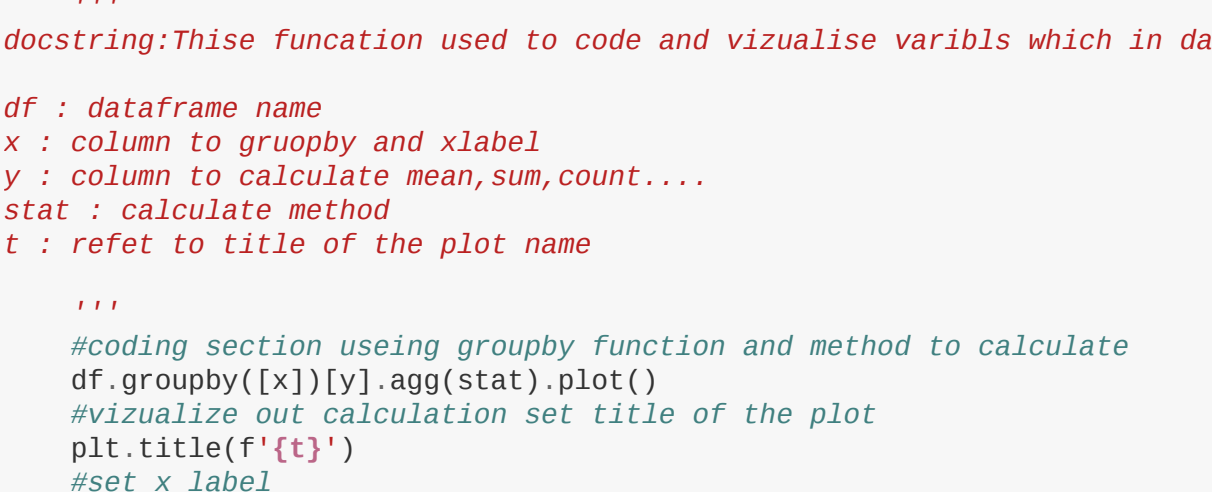 '''
docstring:Thise funcation used to code and vizualise varibls which in da
df : dataframe name
x : column to gruopby and xlabel
y : column to calculate mean,sum,count....
stat : calculate method
t : refet to title of the plot name
'''
#coding section useing groupby function and method to calculate
df.groupby([x])[y].agg(stat).plot()
#vizualize out calculation set title of the plot
plt.title(f'{t}')
#set x label